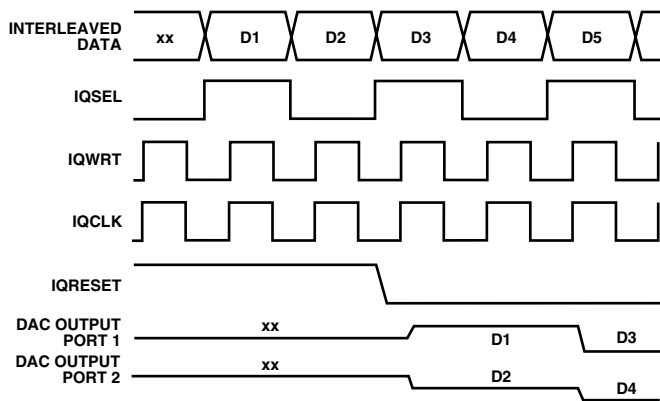 INTERLEAVED
DATA
xx D1 D2 D3 D4 D5
IQSEL
IQWRT
IQCLK
IQRESET
DAC OUTPUT
PORT 1
xx D1 D3
DAC OUTPUT
PORT 2
xx D2 D4